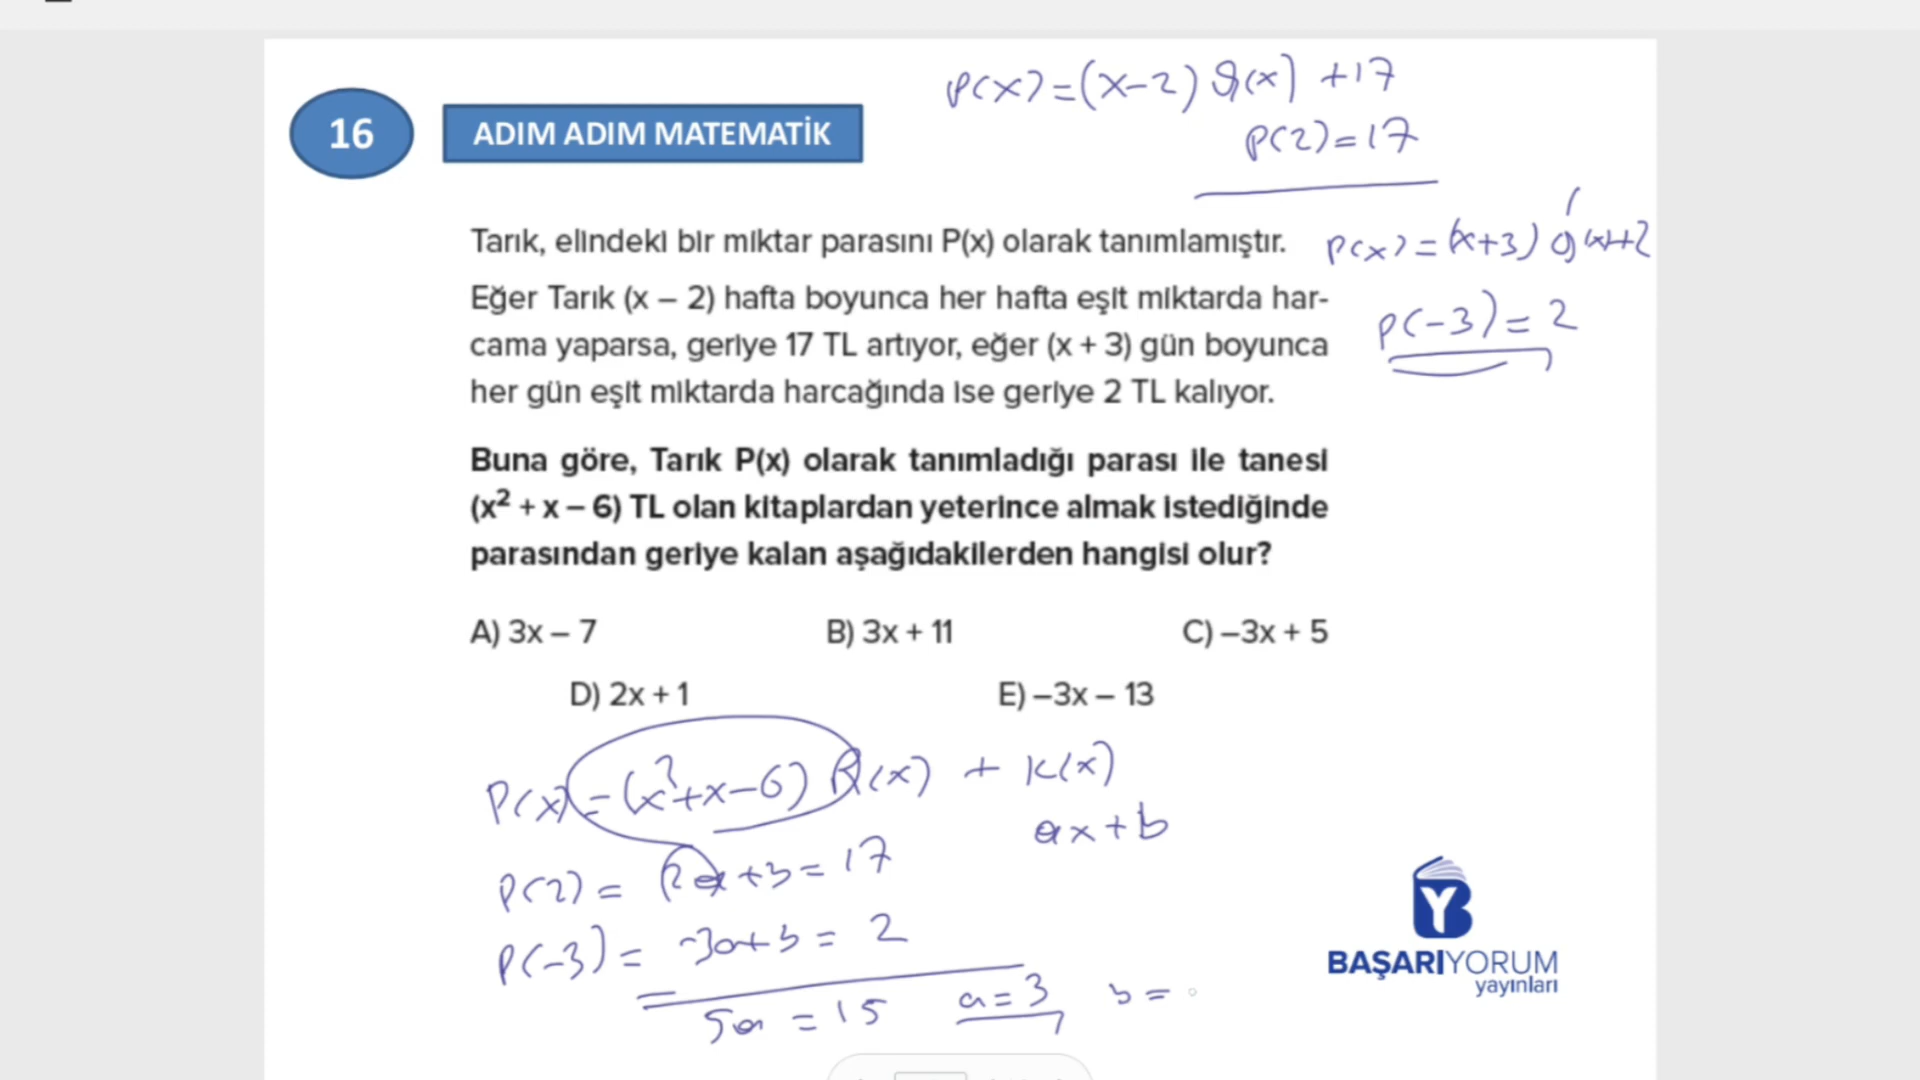 P(x) = (x-2) Q(x) + 17
P(2) = 17
16
ADIM ADIM MATEMATİK
Tarık, elindeki bir miktar parasını P(x) olarak tanımlamıştır.
P(x) = (x+3) Q(x)+2
Eğer Tarık (x – 2) hafta boyunca her hafta eşit miktarda har-
cama yaparsa, geriye 17 TL artıyor, eğer (x + 3) gün boyunca
her gün eşit miktarda harcağında ise geriye 2 TL kalıyor.
P(-3) = 2
Buna göre, Tarık P(x) olarak tanımladığı parası ile tanesi
(x² + x – 6) TL olan kitaplardan yeterince almak istediğinde
parasından geriye kalan aşağıdakilerden hangisi olur?
A) 3x – 7 B) 3x + 11 C) –3x + 5
D) 2x + 1 E) –3x – 13
P(x) = (x²+x-6) B(x) + K(x)
ax+b
P(2) = 2a+b = 17
P(-3) = -3a+b = 2
5a = 15 a = 3 b =
BAŞARIYORUM
yayınları